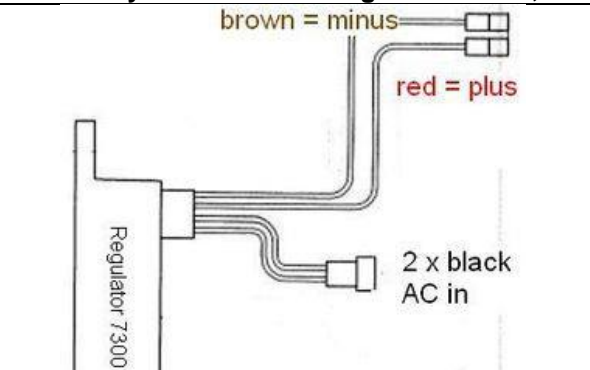 brown = minus
red = plus
2 x black
AC in
Regulator 7300